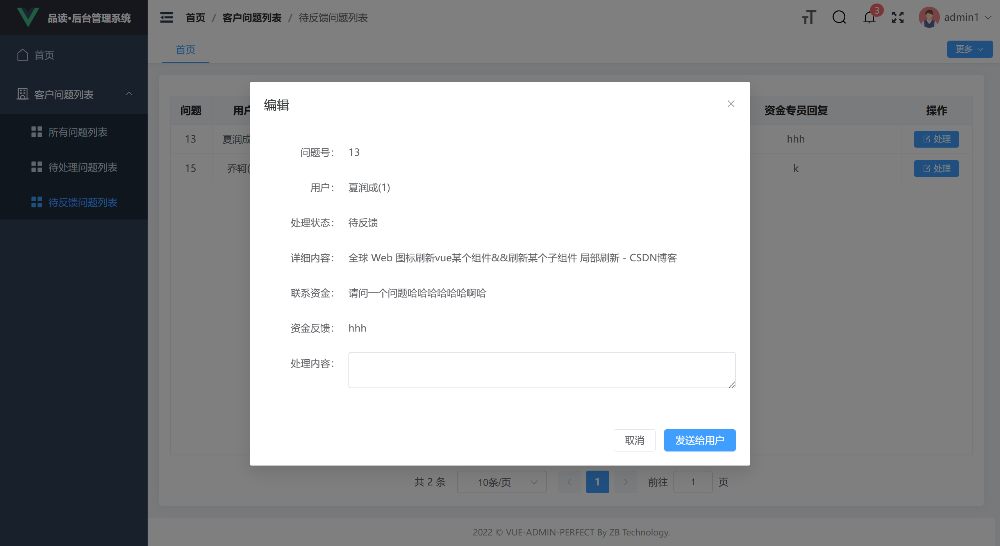 品读•后台管理系统
首页 / 客户问题列表 / 待反馈问题列表
3
admin1
首页
更多
首页
客户问题列表
所有问题列表
待处理问题列表
待反馈问题列表
问题 用户 资金专员回复 操作
13 夏润成 hhh 处理
15 乔轲( k 处理
编辑
问题号： 13
用户： 夏润成(1)
处理状态： 待反馈
详细内容： 全球 Web 图标刷新vue某个组件&&刷新某个子组件 局部刷新 - CSDN博客
联系资金： 请问一个问题哈哈哈哈哈哈啊哈
资金反馈： hhh
处理内容：
取消 发送给用户
共 2 条 10条/页 1 前往 1 页
2022 © VUE-ADMIN-PERFECT By ZB Technology.